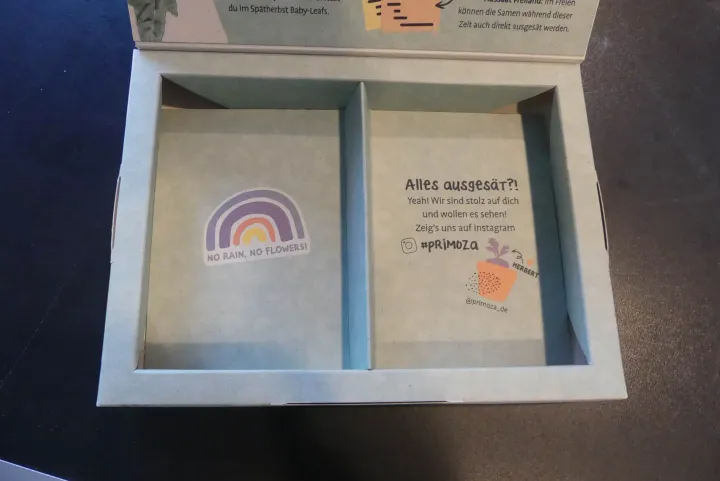 du im Spätherbst Baby-Leafs.
Aussaat Freiland: Im Freien
können die Samen während dieser
Zeit auch direkt ausgesät werden.
NO RAIN, NO FLOWERS!
Alles ausgesät?!
Yeah! Wir sind stolz auf dich
und wollen es sehen!
Zeig's uns auf Instagram
#PRiMOZA
HERBERT
@primoza_de